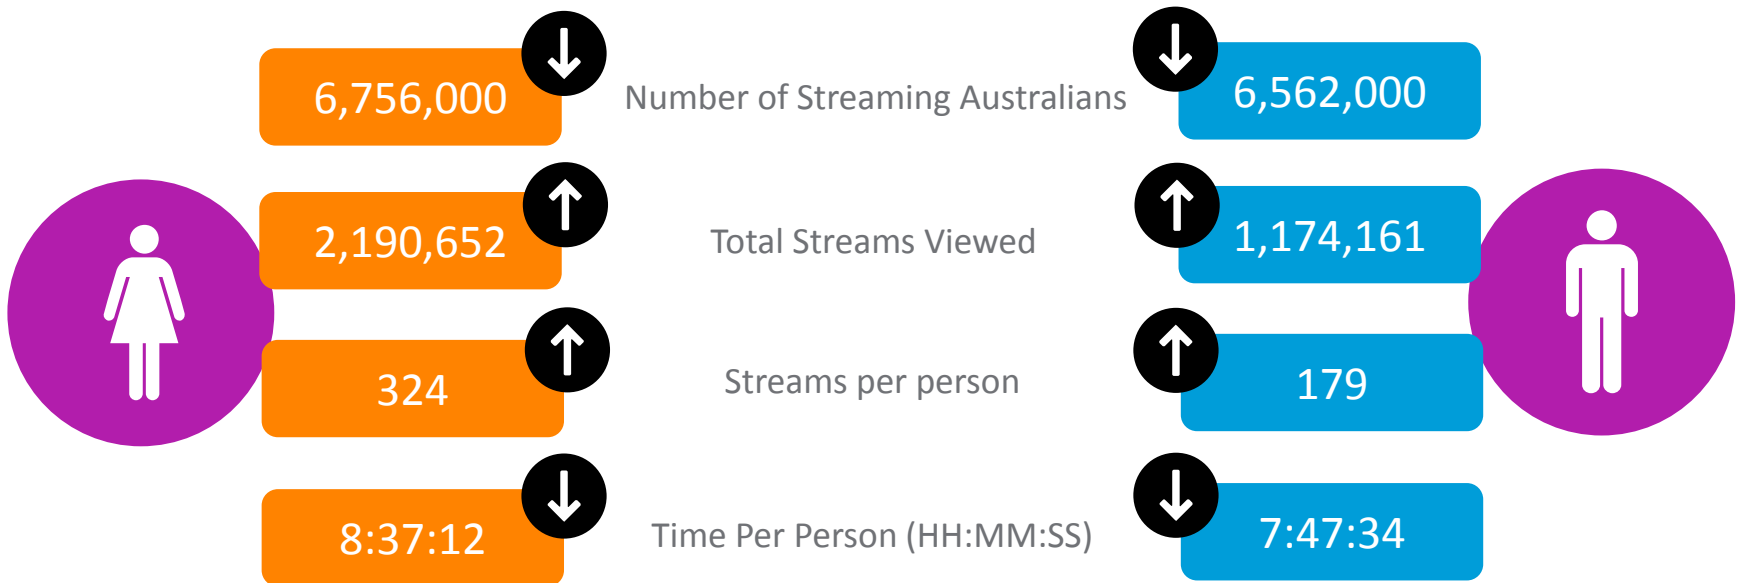 6,756,000
Number of Streaming Australians
6,562,000
2,190,652
Total Streams Viewed
1,174,161
324
Streams per person
179
8:37:12
Time Per Person (HH:MM:SS)
7:47:34